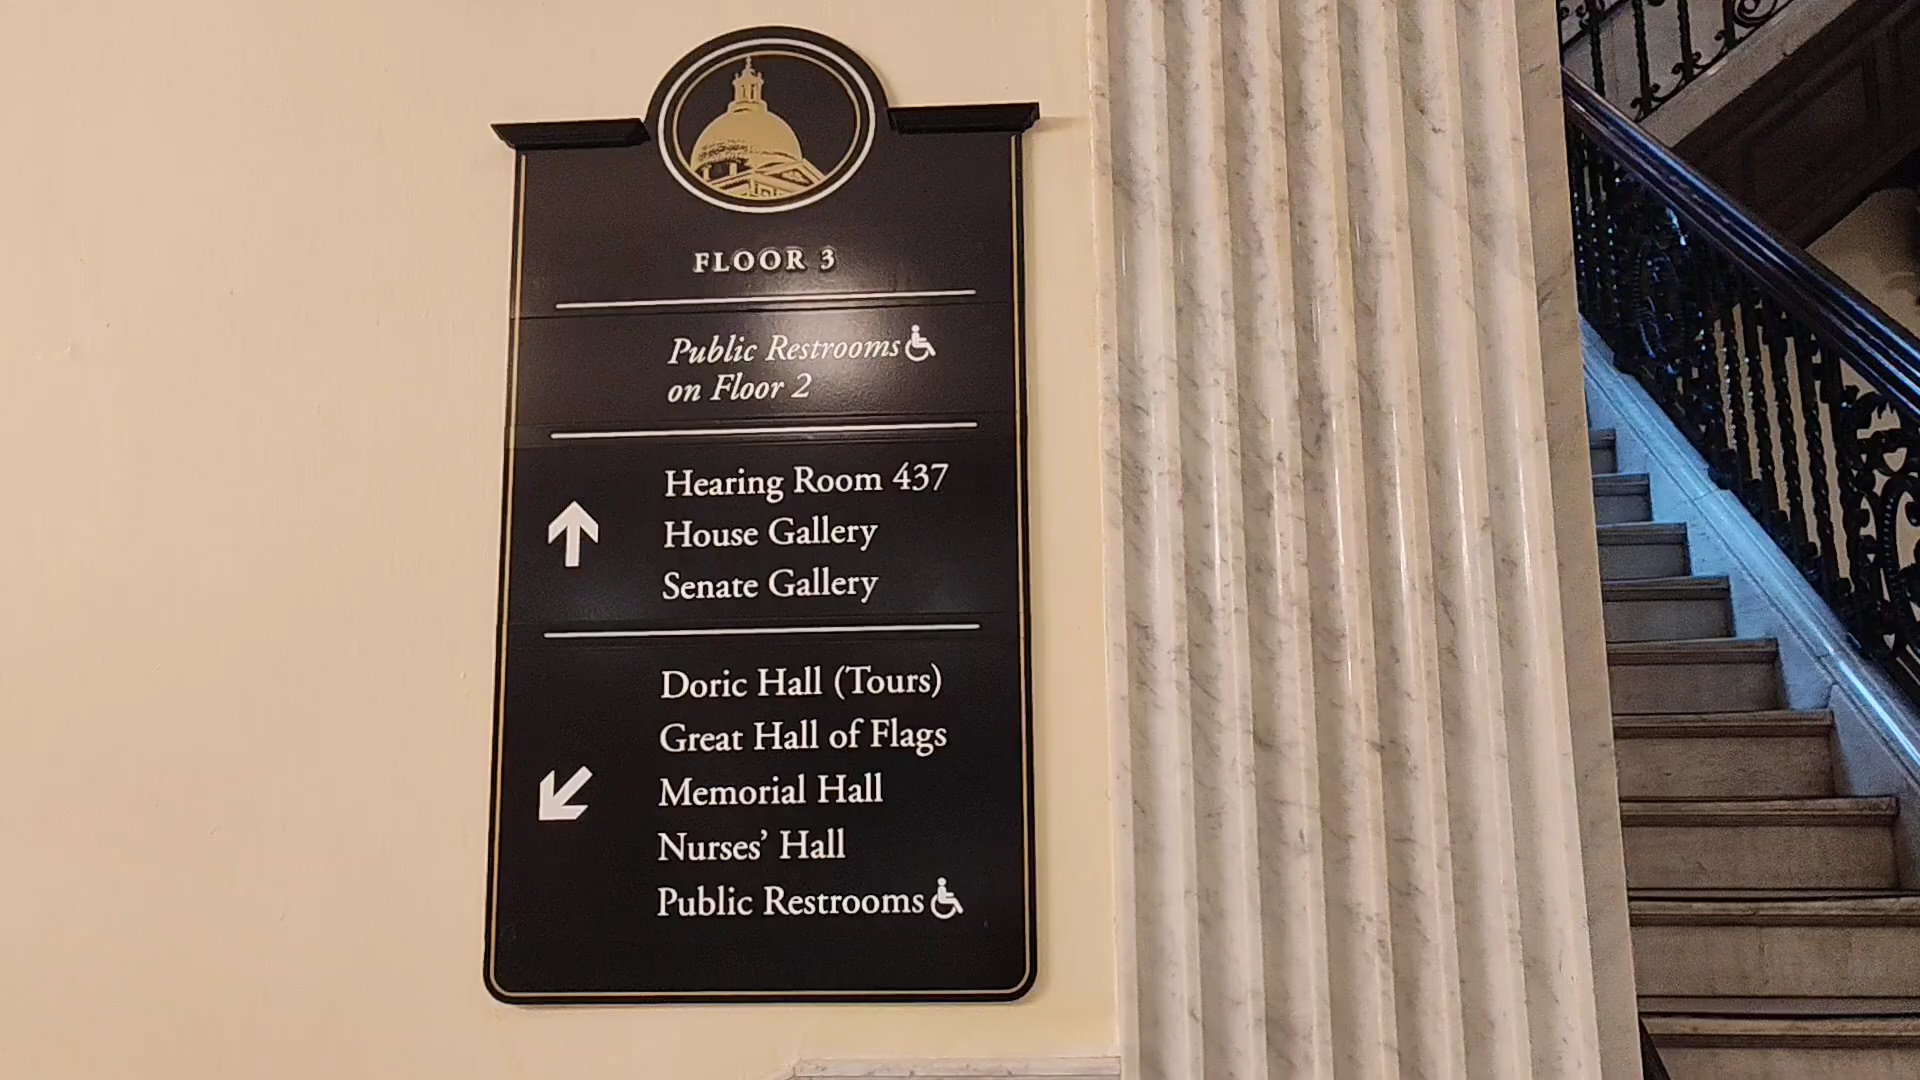 FLOOR 3
Public Restrooms
on Floor 2
Hearing Room 437
House Gallery
Senate Gallery
Doric Hall (Tours)
Great Hall of Flags
Memorial Hall
Nurses’ Hall
Public Restrooms